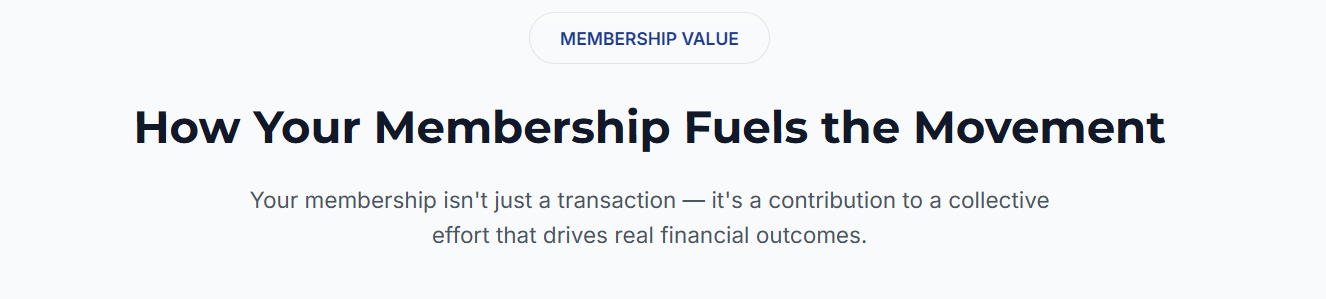 MEMBERSHIP VALUE
How Your Membership Fuels the Movement
Your membership isn't just a transaction — it's a contribution to a collective
effort that drives real financial outcomes.